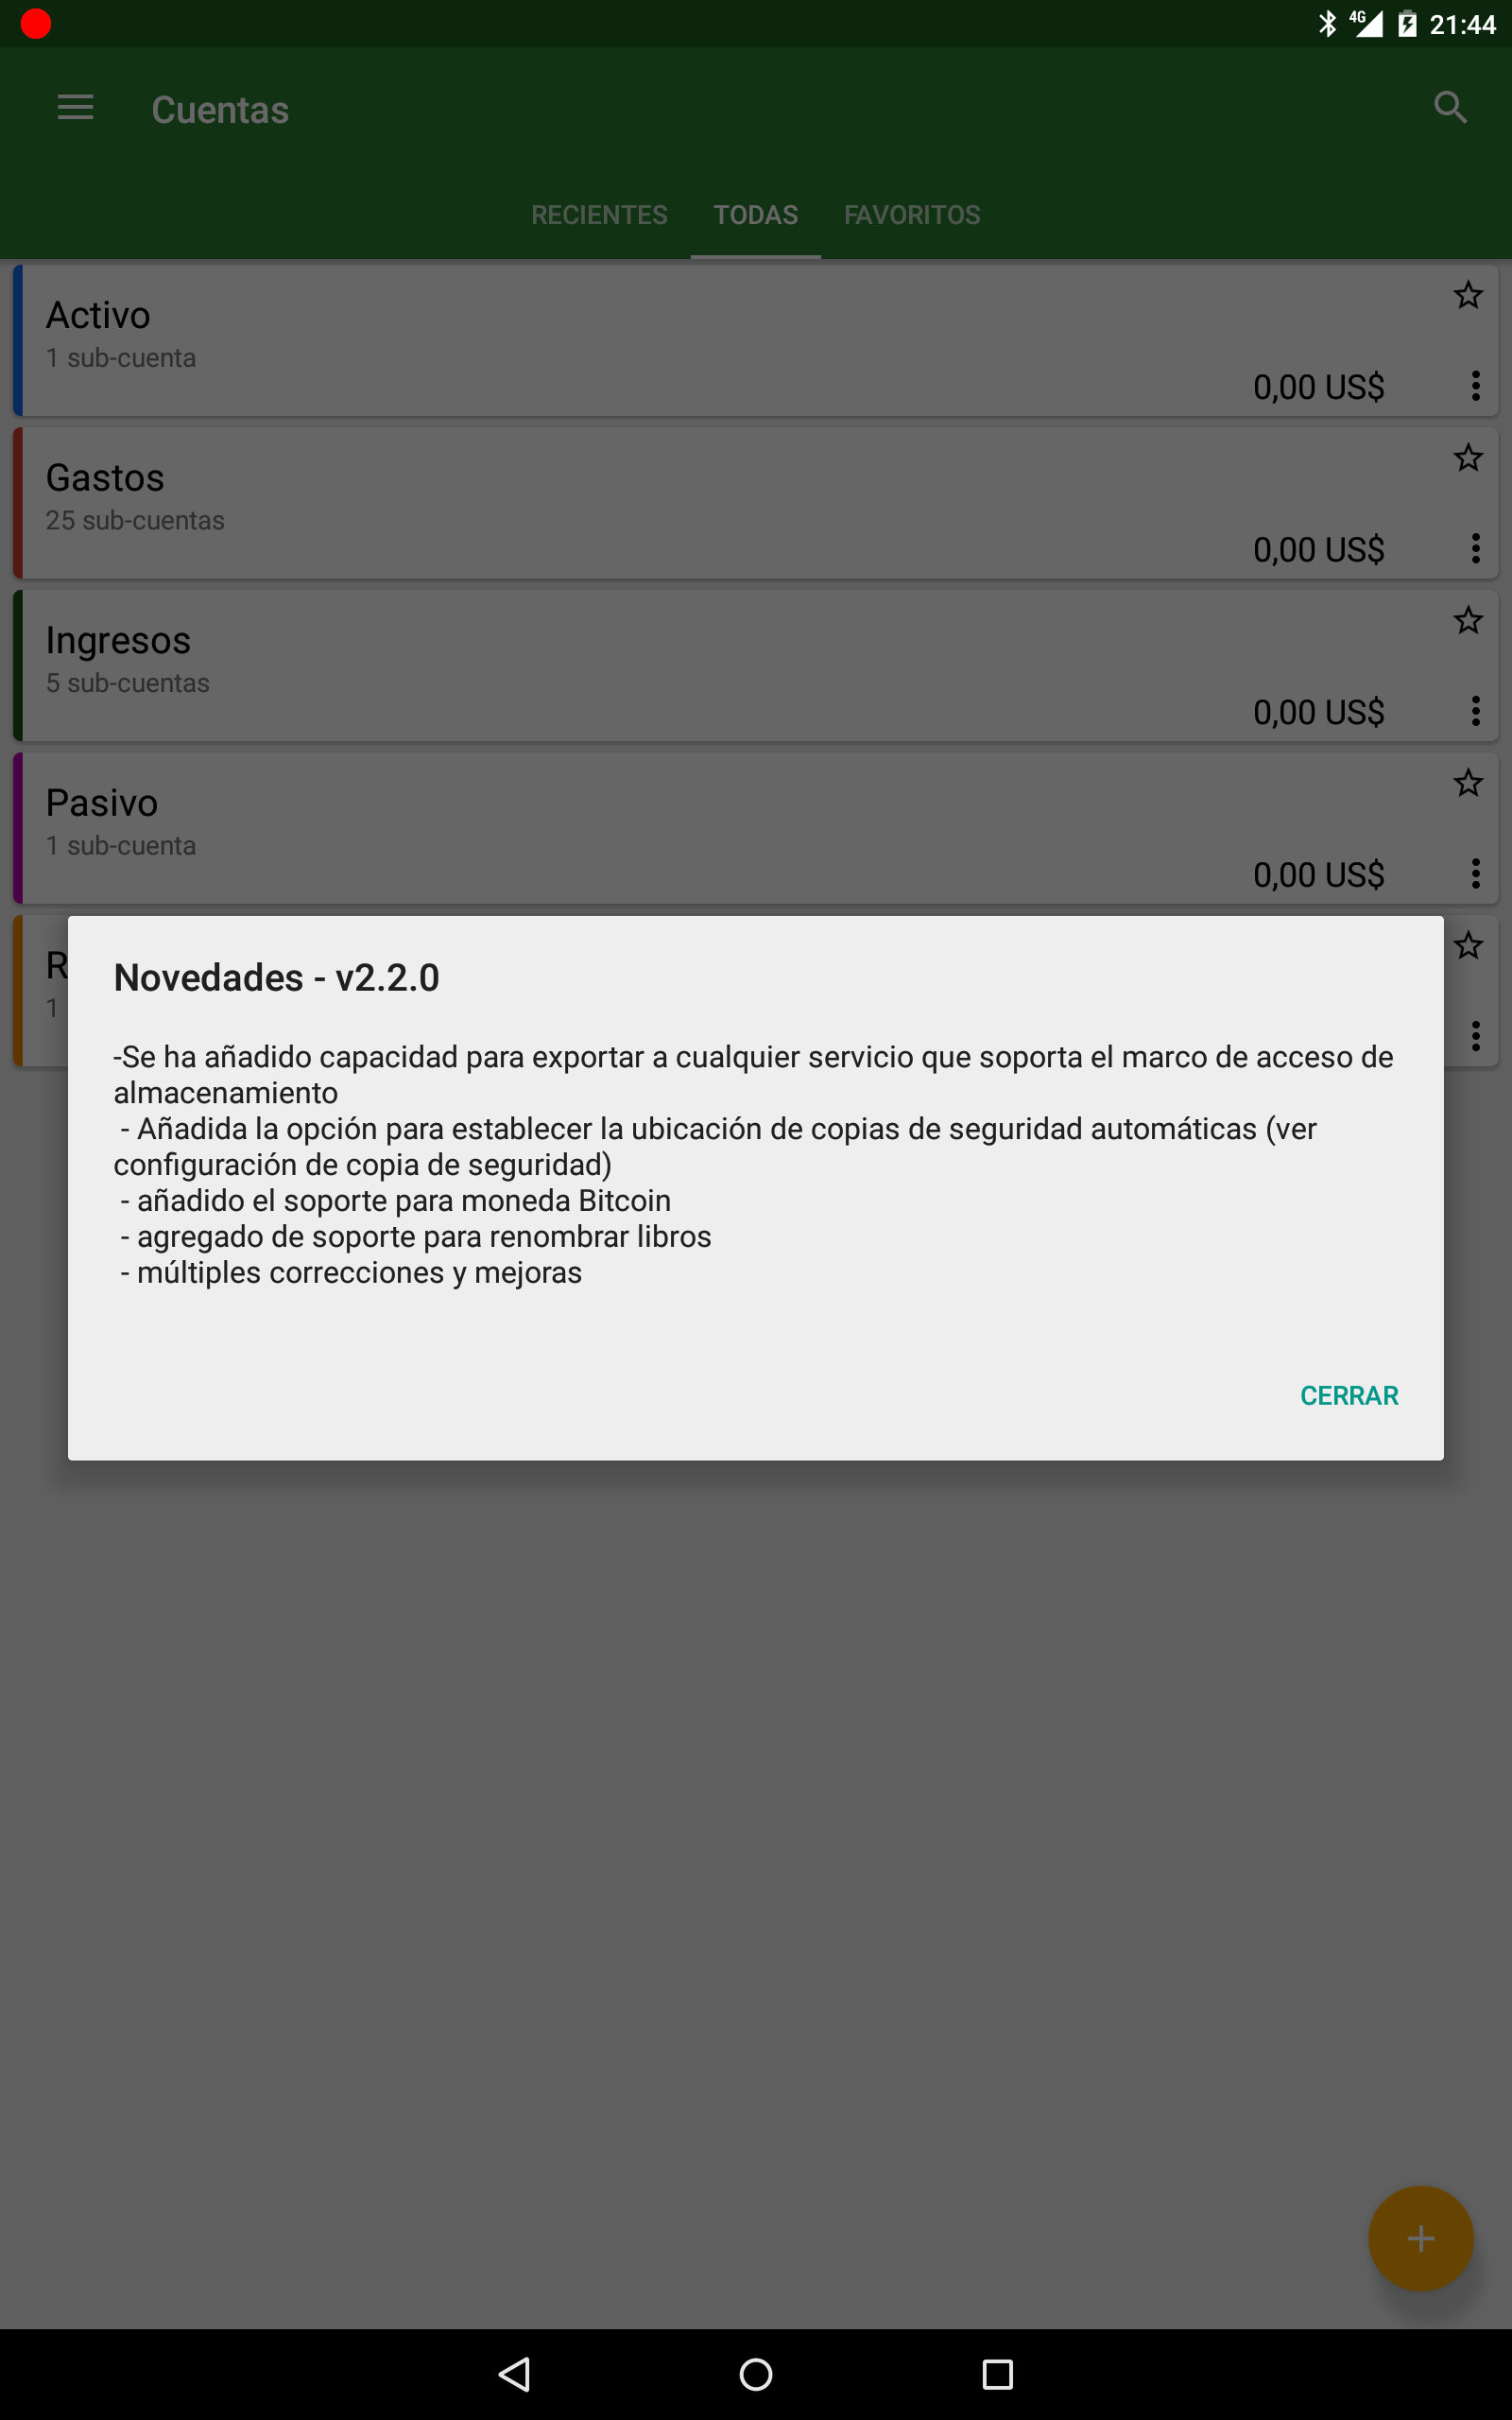 4G 21:44
Cuentas
RECIENTES TODAS FAVORITOS
Activo
1 sub-cuenta
0,00 US$
Gastos
25 sub-cuentas
0,00 US$
Ingresos
5 sub-cuentas
0,00 US$
Pasivo
1 sub-cuenta
0,00 US$
R
1
Novedades - v2.2.0
-Se ha añadido capacidad para exportar a cualquier servicio que soporta el marco de acceso de
almacenamiento
- Añadida la opción para establecer la ubicación de copias de seguridad automáticas (ver
configuración de copia de seguridad)
- añadido el soporte para moneda Bitcoin
- agregado de soporte para renombrar libros
- múltiples correcciones y mejoras
CERRAR